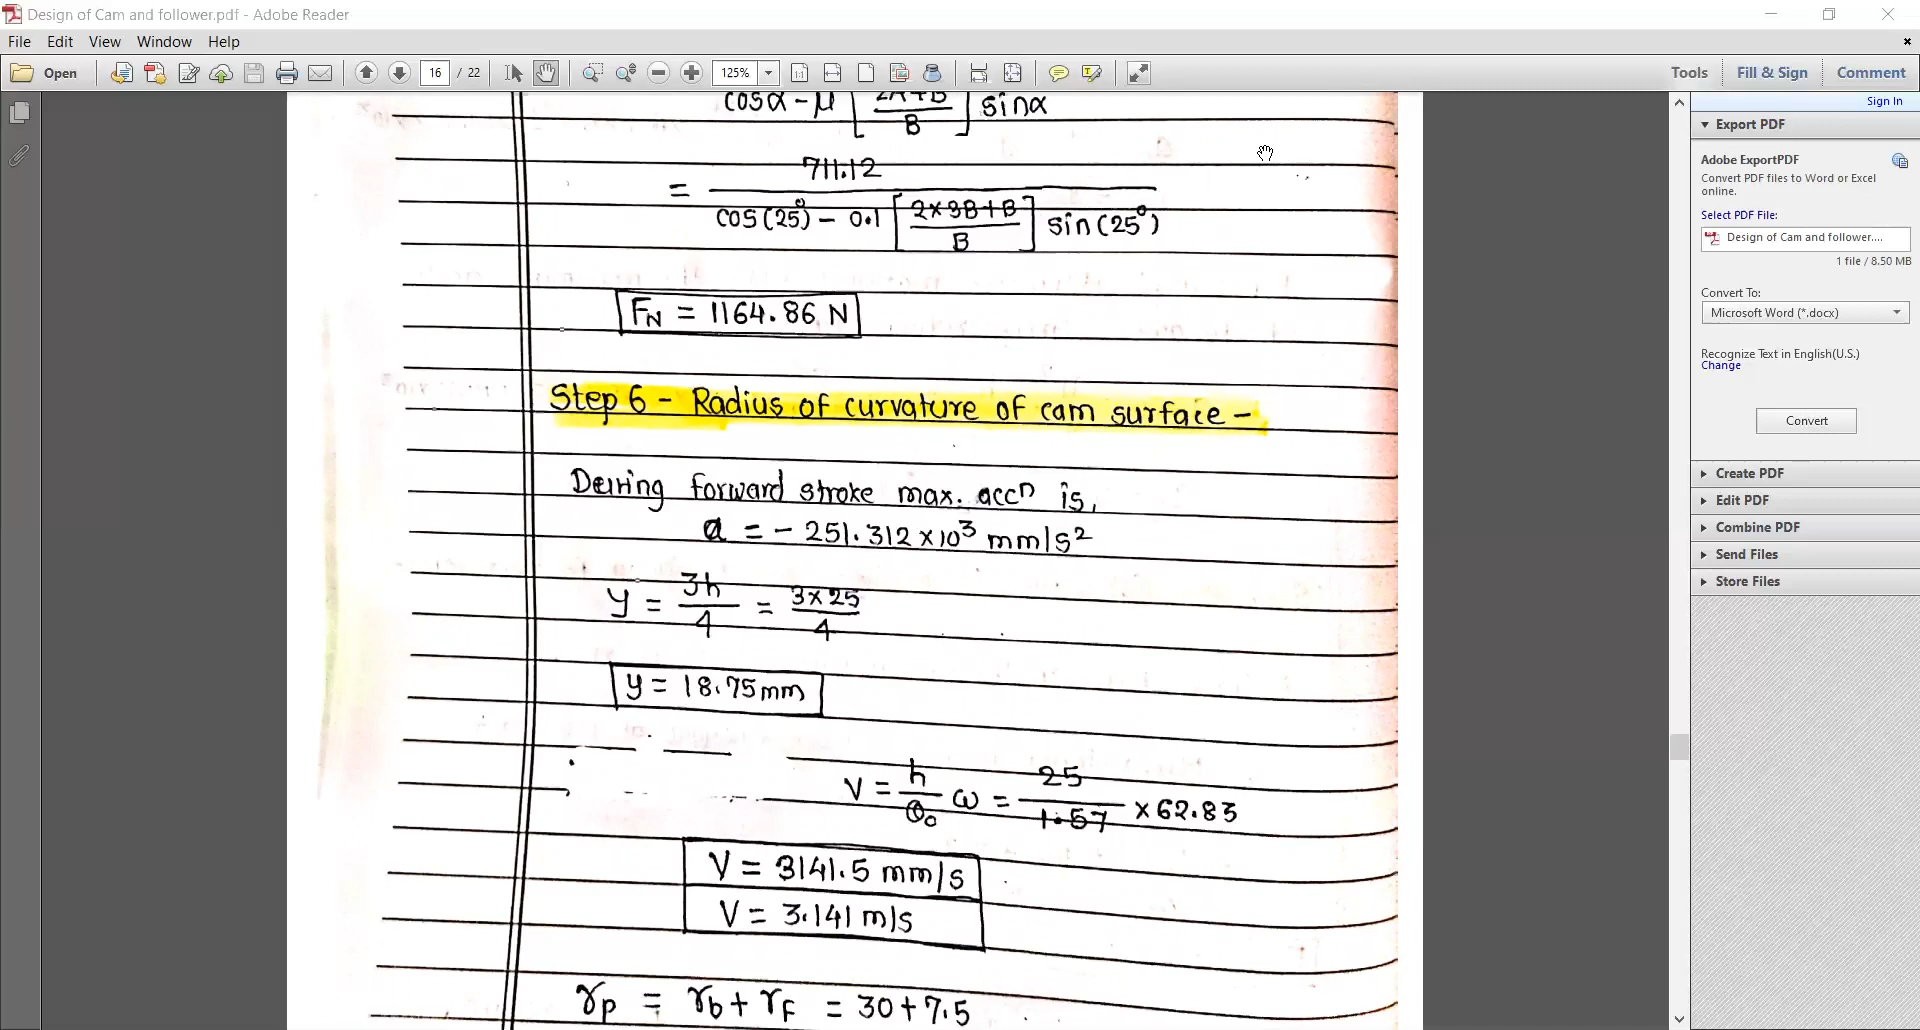 Design of Cam and follower.pdf - Adobe Reader
File Edit View Window Help
Open 16 / 22 125% Tools Fill & Sign Comment
Sign In
cosα - μ [ 2A+B / B ] sinα
= 711.12 / cos(25°) - 0.1 [ 2×3B+B / B ] sin(25°)
FN = 1164.86 N
Step 6 - Radius of curvature of cam surface -
During forward stroke max. accn is,
a = - 251.312 × 10³ mm/s²
y = 3h / 4 = 3×25 / 4
y = 18.75mm
V = h / θ₀ ω = 25 / 1.57 × 62.83
V = 3141.5 mm/s
V = 3.141 m/s
rp = rb + rf = 30 + 7.5
Export PDF
Adobe ExportPDF
Convert PDF files to Word or Excel
online.
Select PDF File:
Design of Cam and follower....
1 file / 8.50 MB
Convert To:
Microsoft Word (*.docx)
Recognize Text in English(U.S.)
Change
Convert
Create PDF
Edit PDF
Combine PDF
Send Files
Store Files